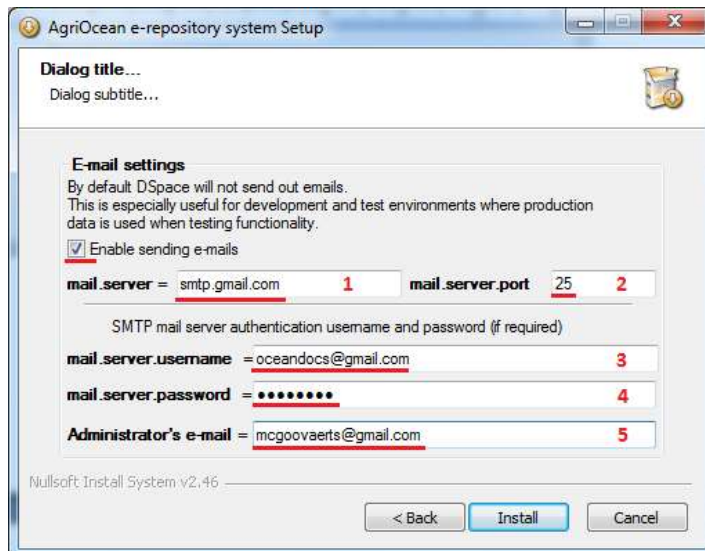 AgriOcean e-repository system Setup
Dialog title...
Dialog subtitle...
E-mail settings
By default DSpace will not send out emails.
This is especially useful for development and test environments where production
data is used when testing functionality.
Enable sending e-mails
mail.server = smtp.gmail.com 1 mail.server.port 25 2
SMTP mail server authentication username and password (if required)
mail.server.username = oceandocs@gmail.com 3
mail.server.password = ●●●●●●●● 4
Administrator's e-mail = mcgoovaerts@gmail.com 5
Nullsoft Install System v2.46
< Back Install Cancel